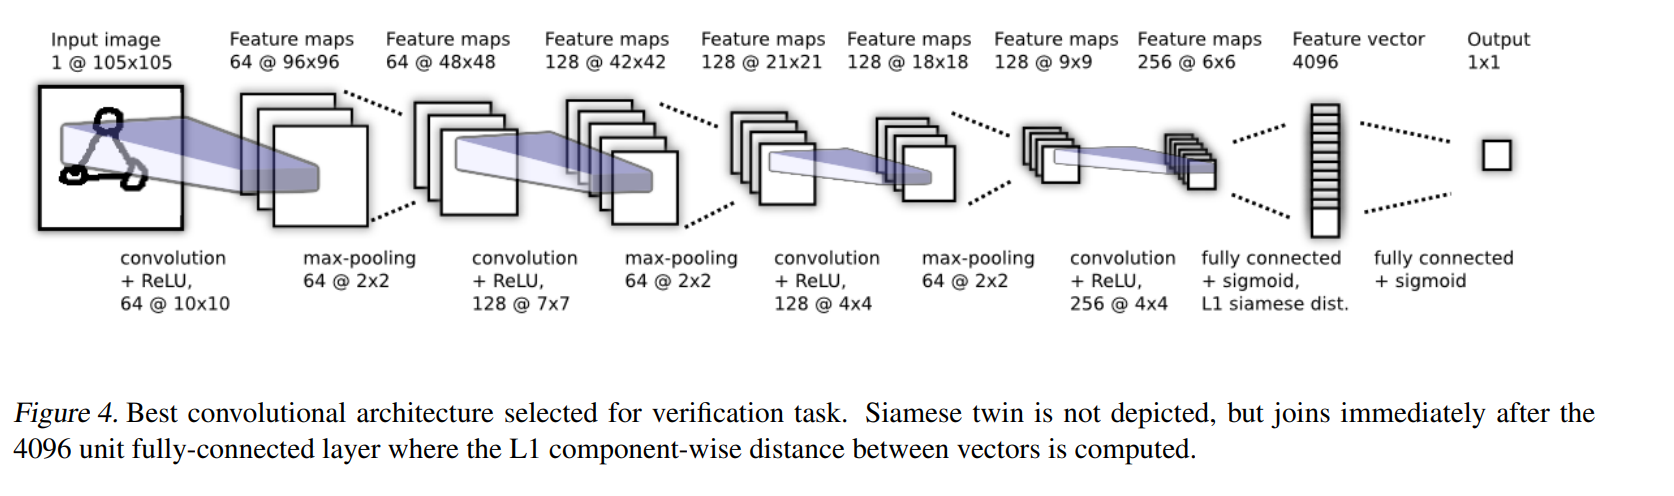 Input image
1 @ 105x105
Feature maps
64 @ 96x96
Feature maps
64 @ 48x48
Feature maps
128 @ 42x42
Feature maps
128 @ 21x21
Feature maps
128 @ 18x18
Feature maps
128 @ 9x9
Feature maps
256 @ 6x6
Feature vector
4096
Output
1x1
convolution
+ ReLU,
64 @ 10x10
max-pooling
64 @ 2x2
convolution
+ ReLU,
128 @ 7x7
max-pooling
64 @ 2x2
convolution
+ ReLU,
128 @ 4x4
max-pooling
64 @ 2x2
convolution
+ ReLU,
256 @ 4x4
fully connected
+ sigmoid,
L1 siamese dist.
fully connected
+ sigmoid
Figure 4. Best convolutional architecture selected for verification task. Siamese twin is not depicted, but joins immediately after the
4096 unit fully-connected layer where the L1 component-wise distance between vectors is computed.